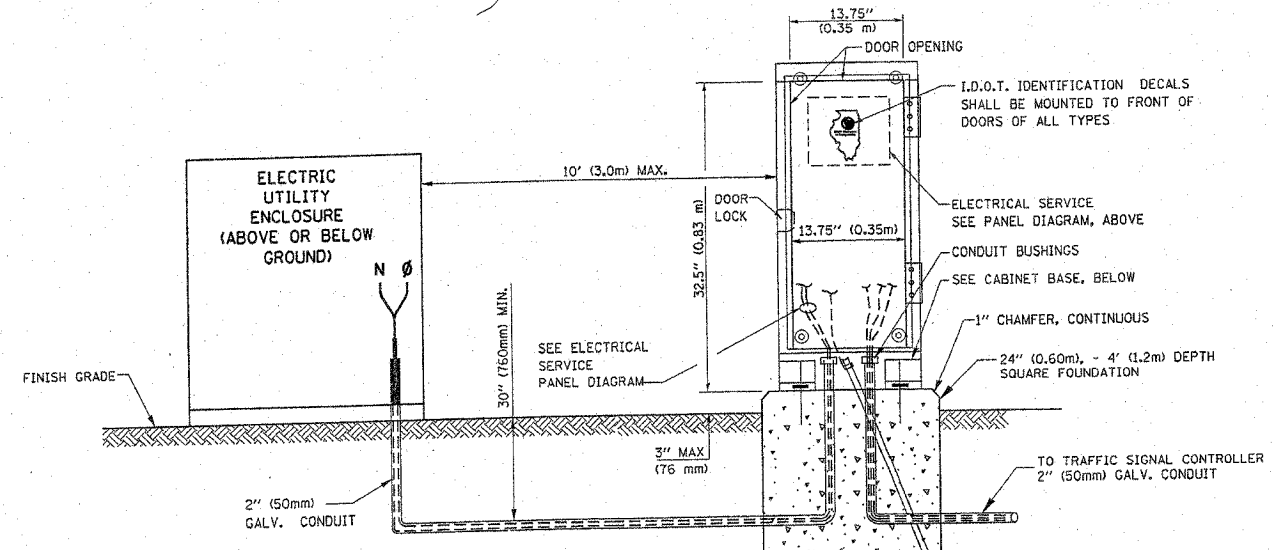 13.75"
(0.35 m)
DOOR OPENING
I.D.O.T. IDENTIFICATION DECALS
SHALL BE MOUNTED TO FRONT OF
DOORS OF ALL TYPES
ELECTRIC
UTILITY
ENCLOSURE
(ABOVE OR BELOW
GROUND)
N Ø
10' (3.0m) MAX.
DOOR
LOCK
32.5" (0.83 m)
13.75" (0.35m)
ELECTRICAL SERVICE
SEE PANEL DIAGRAM, ABOVE
CONDUIT BUSHINGS
SEE CABINET BASE, BELOW
1" CHAMFER, CONTINUOUS
24" (0.60m), - 4' (1.2m) DEPTH
SQUARE FOUNDATION
SEE ELECTRICAL
SERVICE
PANEL DIAGRAM
30" (760mm) MIN.
FINISH GRADE
3" MAX
(76 mm)
2" (50mm)
GALV. CONDUIT
TO TRAFFIC SIGNAL CONTROLLER
2" (50mm) GALV. CONDUIT